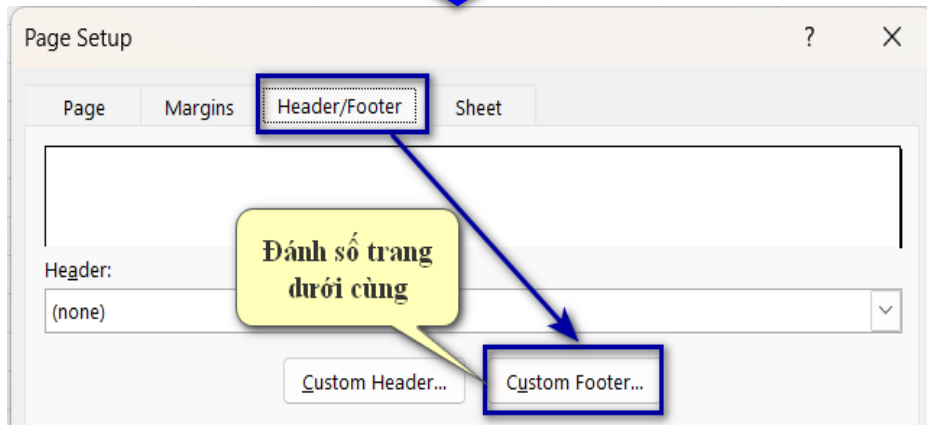 Page Setup ? ×
Page Margins Header/Footer Sheet
Đánh số trang
dưới cùng
Header:
(none)
Custom Header... Custom Footer...